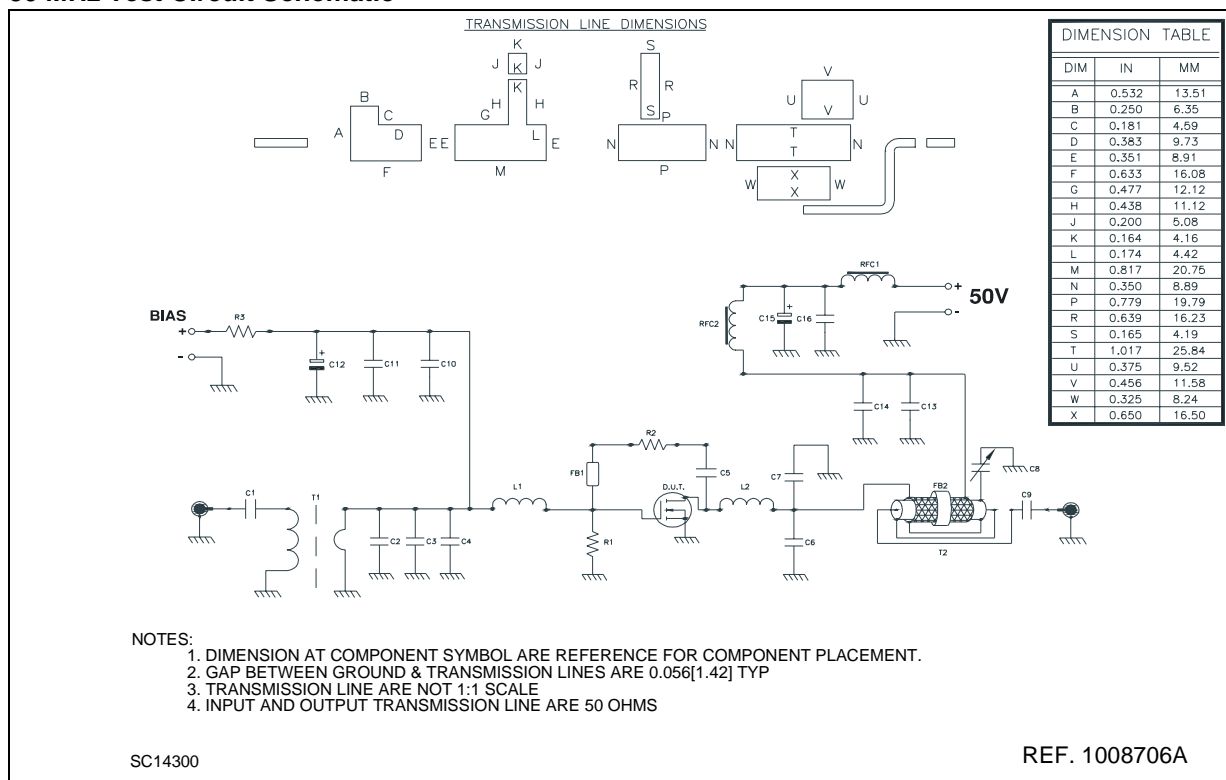 30 MHz Test Circuit Schematic
TRANSMISSION LINE DIMENSIONS
K
J K J
K
B
C
A D
F
H H
G
E E L E
M
S
R R
S
P
N N
P
V
U U
V
T
N N
T
X
W W
X
DIMENSION TABLE
DIM IN MM
A 0.532 13.51
B 0.250 6.35
C 0.181 4.59
D 0.383 9.73
E 0.351 8.91
F 0.633 16.08
G 0.477 12.12
H 0.438 11.12
J 0.200 5.08
K 0.164 4.16
L 0.174 4.42
M 0.817 20.75
N 0.350 8.89
P 0.779 19.79
R 0.639 16.23
S 0.165 4.19
T 1.017 25.84
U 0.375 9.52
V 0.456 11.58
W 0.325 8.24
X 0.650 16.50
RFC1
+
50V
-
C15 +
C16
RFC2
BIAS
+
-
R3
+
C12
C11
C10
C14
C13
R2
FB1
C5
C7
C8
C1
T1
L1
D.U.T.
L2
FB2
C9
C2
C3
C4
R1
C6
T2
NOTES:
1. DIMENSION AT COMPONENT SYMBOL ARE REFERENCE FOR COMPONENT PLACEMENT.
2. GAP BETWEEN GROUND & TRANSMISSION LINES ARE 0.056[1.42] TYP
3. TRANSMISSION LINE ARE NOT 1:1 SCALE
4. INPUT AND OUTPUT TRANSMISSION LINE ARE 50 OHMS
SC14300
REF. 1008706A